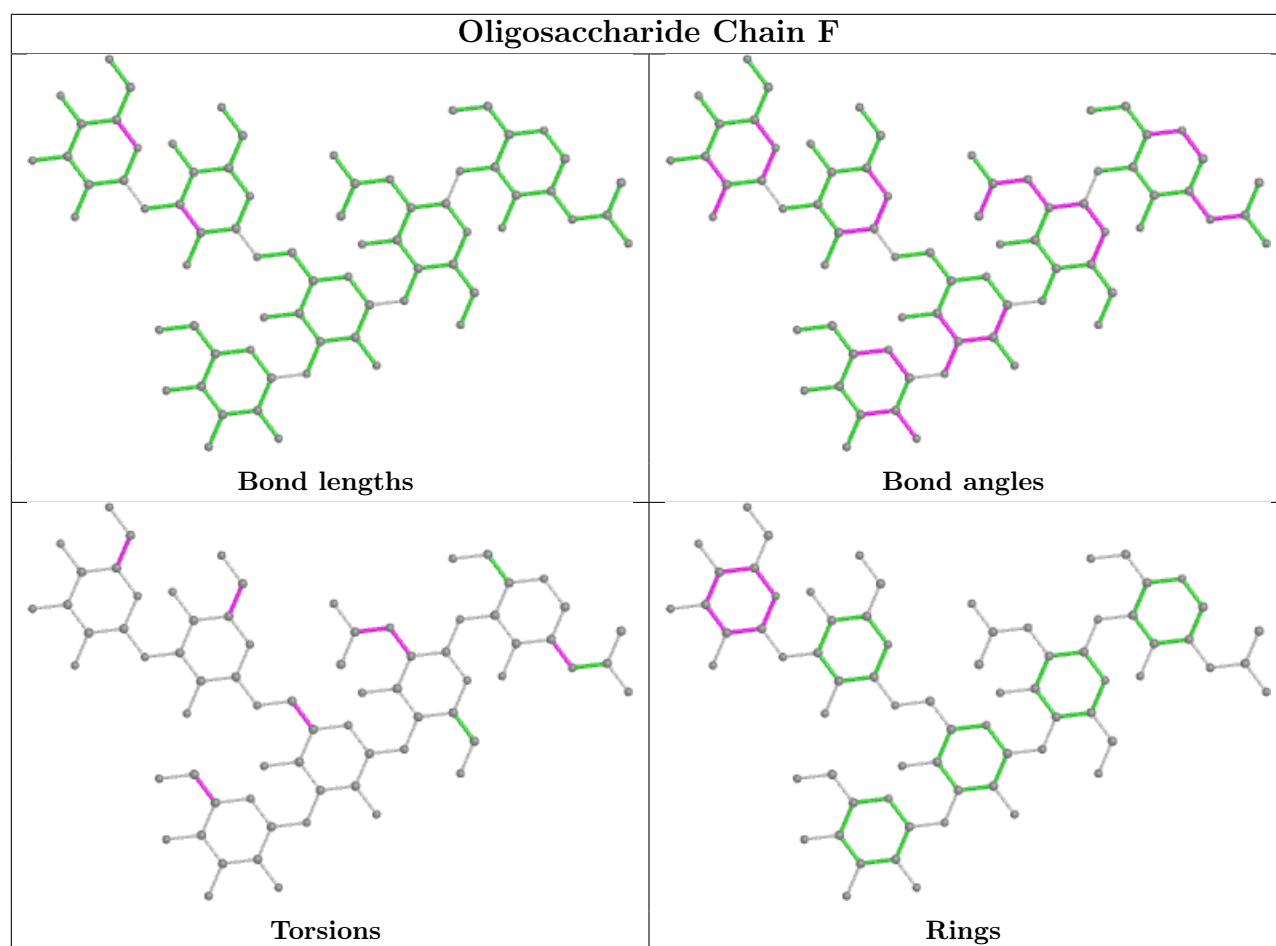 Oligosaccharide Chain F
Bond lengths
Bond angles
Torsions
Rings